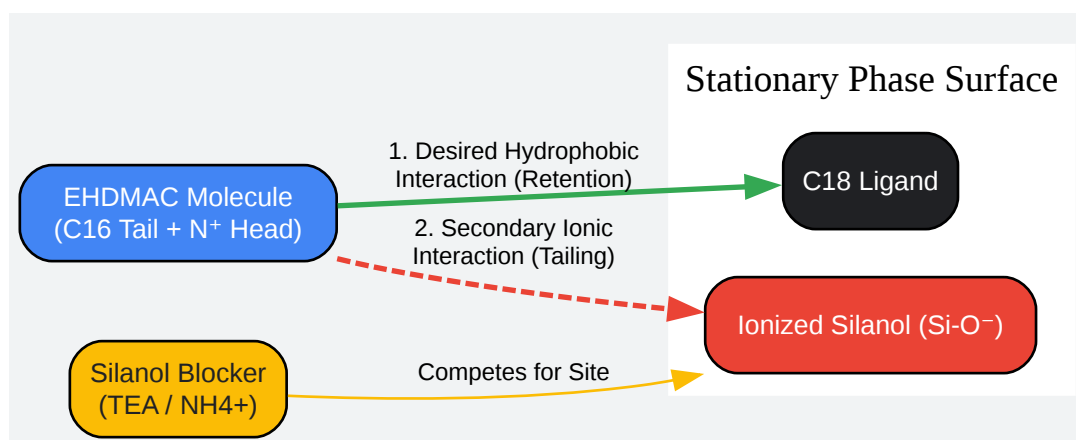 Stationary Phase Surface
1. Desired Hydrophobic
Interaction (Retention)
C18 Ligand
EHDMAC Molecule
(C16 Tail + N⁺ Head)
2. Secondary Ionic
Interaction (Tailing)
Ionized Silanol (Si-O⁻)
Silanol Blocker
(TEA / NH4+)
Competes for Site